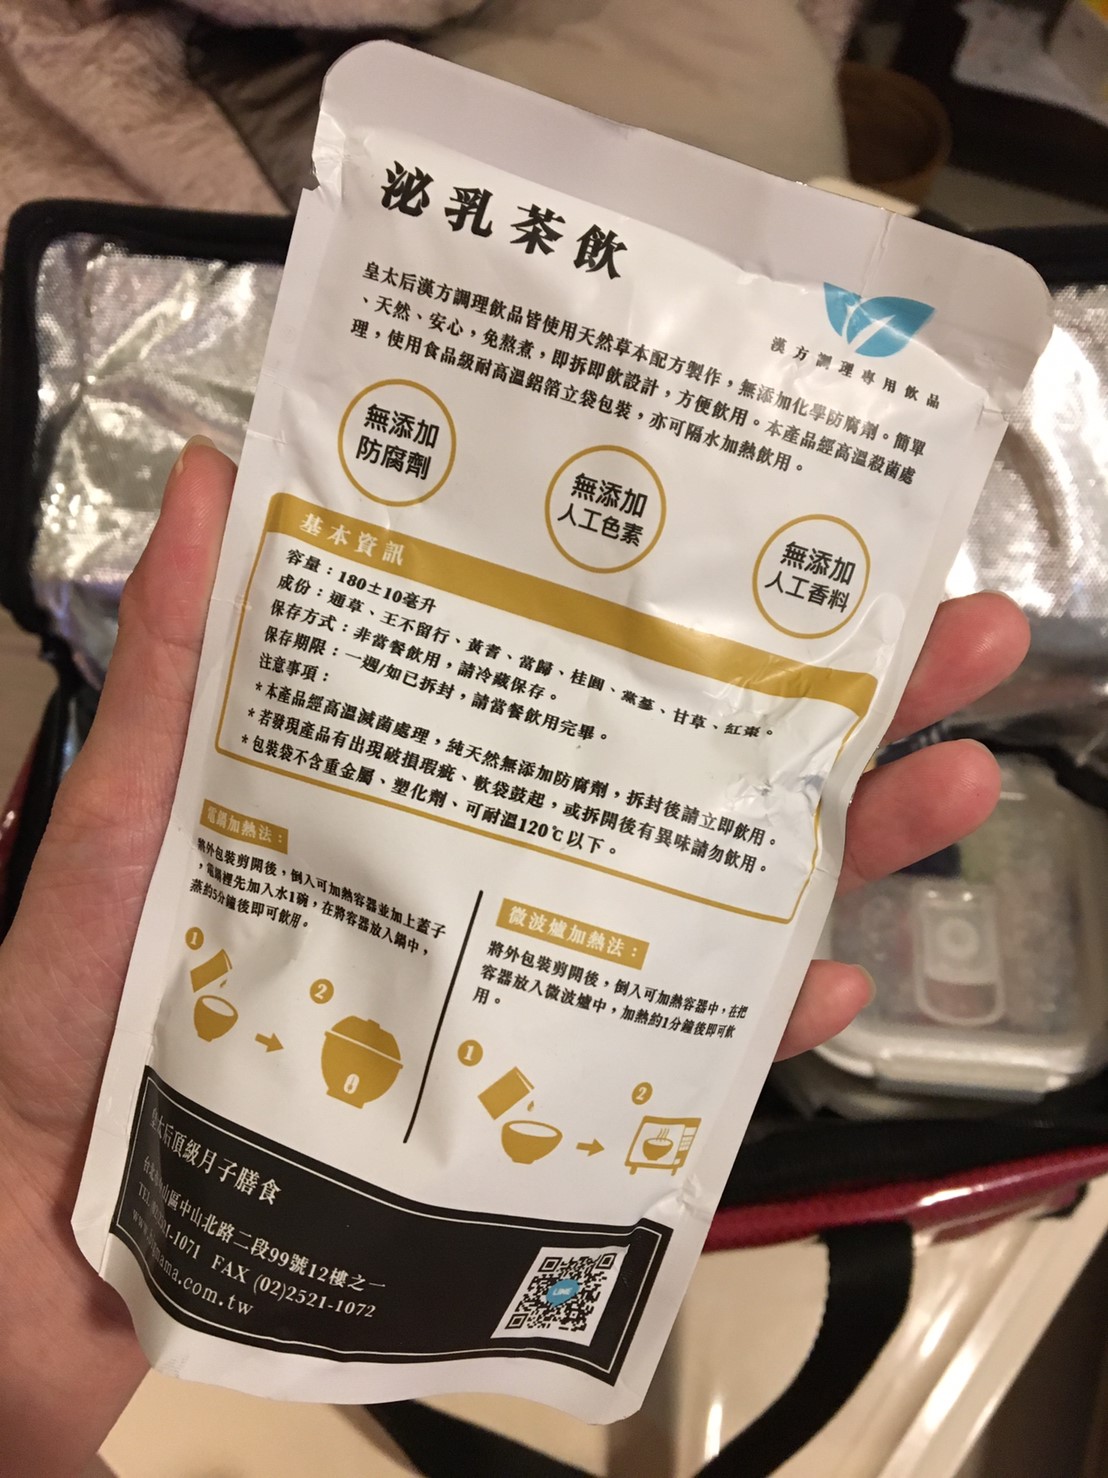 泌乳茶飲
漢方調理專用飲品
皇太后漢方調理飲品皆使用天然草本配方製作，無添加化學防腐劑。簡單
、天然、安心，免熬煮，即拆即飲設計，方便飲用。本產品經高溫殺菌處
理，使用食品級耐高溫鋁箔立袋包裝，亦可隔水加熱飲用。
無添加
防腐劑
無添加
人工色素
無添加
人工香料
基本資訊
容量：180±10毫升
成份：通草、王不留行、黃耆、當歸、桂圓、黨蔘、甘草、紅棗。
保存方式：非當餐飲用，請冷藏保存。
保存期限：一週/如已拆封，請當餐飲用完畢。
注意事項：
*本產品經高溫滅菌處理，純天然無添加防腐劑，拆封後請立即飲用。
*若發現產品有出現破損瑕疵、軟袋鼓起，或拆開後有異味請勿飲用。
*包裝袋不含重金屬、塑化劑、可耐溫120℃以下。
電鍋加熱法：
將外包裝剪開後，倒入可加熱容器並加上蓋子
，電鍋裡先加入水1碗，在將容器放入鍋中，
蒸約5分鐘後即可飲用。
1
2
微波爐加熱法：
將外包裝剪開後，倒入可加熱容器中，在把
容器放入微波爐中，加熱約1分鐘後即可飲
用。
1
2
皇太后頂級月子膳食
山區中山北路二段99號12樓之一
TEL -1071 FAX (02)2521-1072
mama.com.tw
LINE